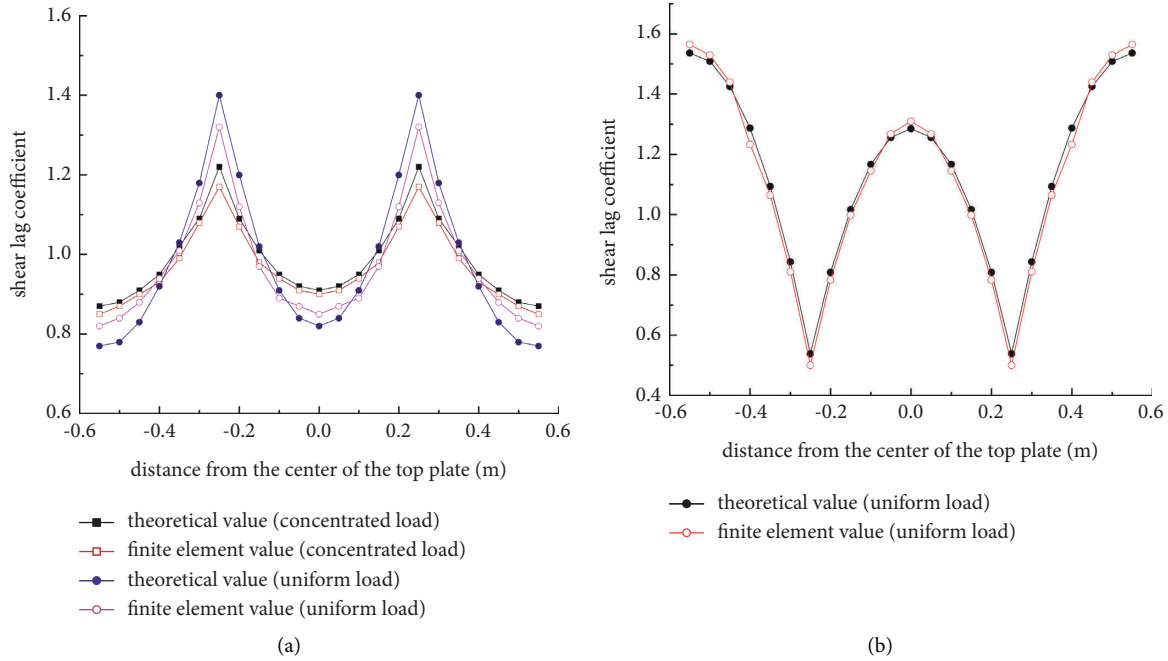 1.6
1.4
1.2
1.0
0.8
0.6
shear lag coefficient
-0.6 -0.4 -0.2 0.0 0.2 0.4 0.6
distance from the center of the top plate (m)
theoretical value (concentrated load)
finite element value (concentrated load)
theoretical value (uniform load)
finite element value (uniform load)
(a)
1.6
1.4
1.2
1.0
0.8
0.6
0.4
shear lag coefficient
-0.6 -0.4 -0.2 0.0 0.2 0.4 0.6
distance from the center of the top plate (m)
theoretical value (uniform load)
finite element value (uniform load)
(b)